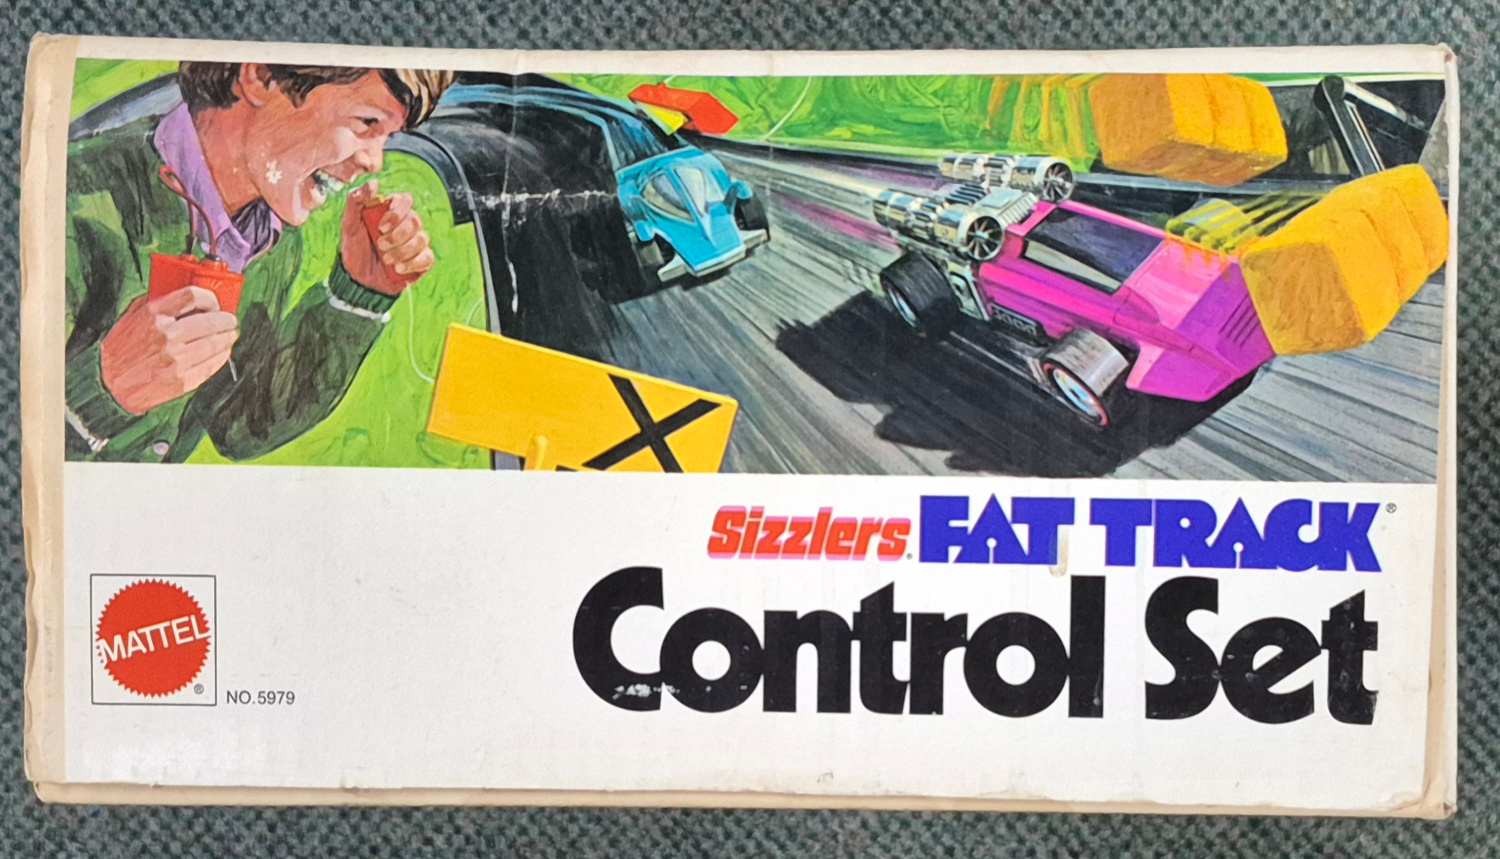 Sizzlers® FAT TRACK®
Control Set
MATTEL®
NO.5979